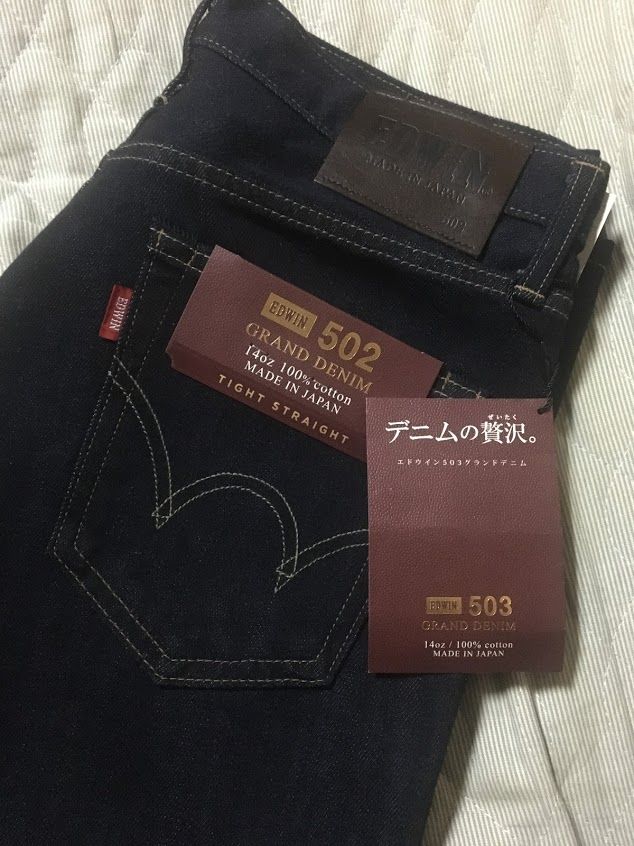 EDWIN
MADE IN JAPAN
EDWIN
EDWIN 502
GRAND DENIM
14oz 100% cotton
MADE IN JAPAN
TIGHT STRAIGHT
ぜいたく
デニムの贅沢。
エドウイン503グランドデニム
EDWIN 503
GRAND DENIM
14oz / 100% cotton
MADE IN JAPAN